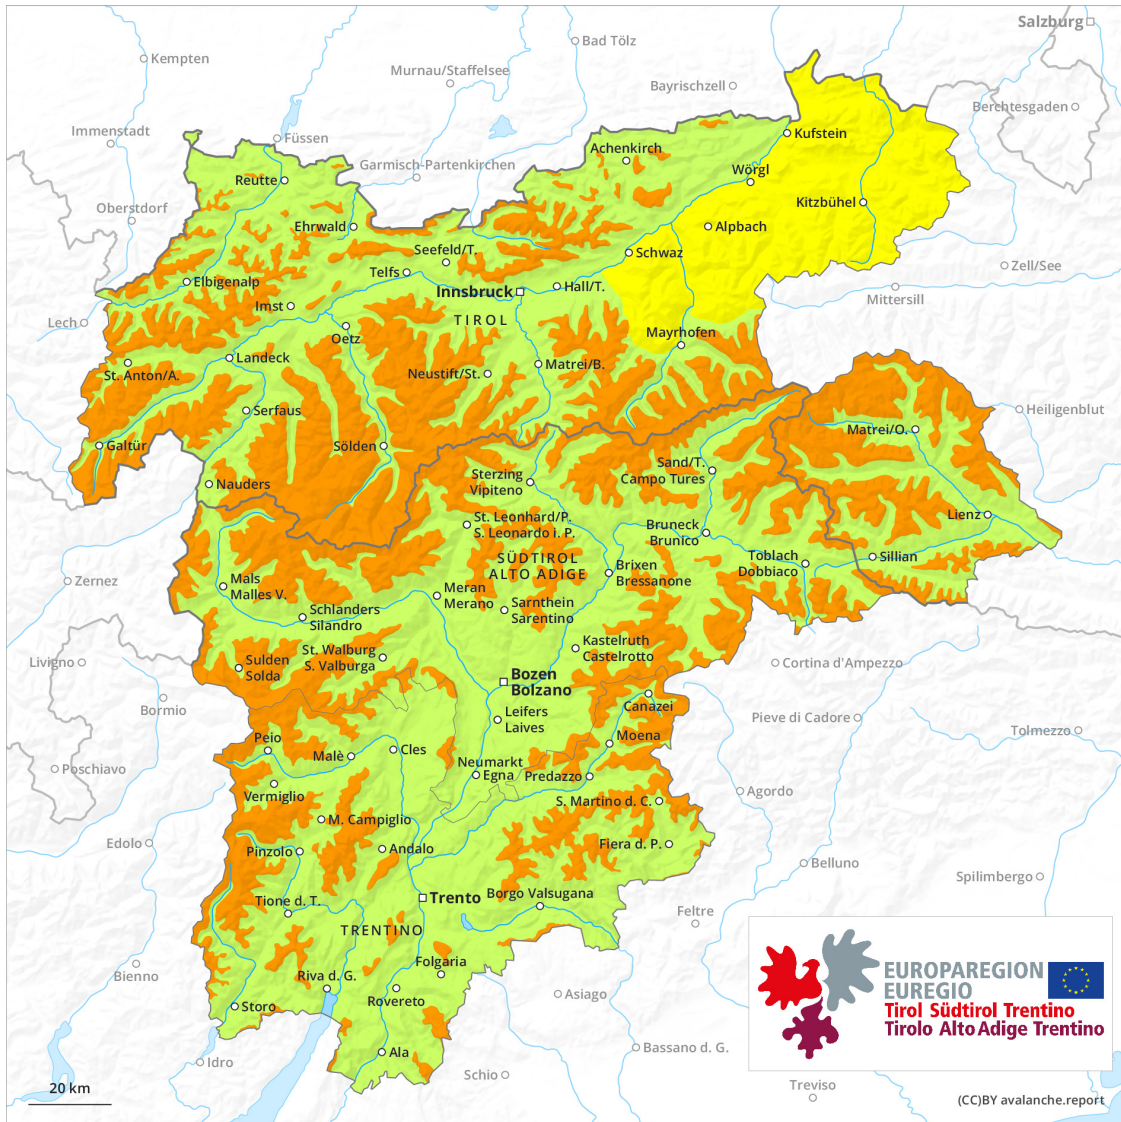 Salzburg
Bad Tölz
Kempten
Murnau/Staffelsee
Bayrischzell
Berchtesgaden
Immenstadt
Füssen
Kufstein
Achenkirch
Garmisch-Partenkirchen
Wörgl
Reutte
Kitzbühel
Oberstdorf
Ehrwald
Alpbach
Seefeld/T.
Schwaz
Telfs
Zell/See
Elbigenalp
Hall/T.
Innsbruck
Mittersill
Imst
TIROL
Lech
Oetz
Mayrhofen
Landeck
Matrei/B.
St. Anton/A.
Neustift/St.
Serfaus
Heiligenblut
Matrei/O.
Galtür
Sölden
Sand/T.
Campo Tures
Sterzing
Vipiteno
Nauders
St. Leonhard/P.
S. Leonardo i. P.
Lienz
Bruneck
Brunico
SÜDTIROL
ALTO ADIGE
Toblach
Dobbiaco
Sillian
Brixen
Bressanone
Zernez
Mals
Malles V.
Meran
Merano
Sarnthein
Sarentino
Schlanders
Silandro
Kastelruth
Castelrotto
St. Walburg
S. Valburga
Livigno
Sulden
Solda
Cortina d'Ampezzo
Bozen
Bolzano
Bormio
Canazei
Leifers
Laives
Pieve di Cadore
Tolmezzo
Moena
Peio
Malè
Cles
Neumarkt
Egna
Predazzo
Poschiavo
Vermiglio
Agordo
S. Martino d. C.
M. Campiglio
Edolo
Fiera d. P.
Pinzolo
Andalo
Belluno
Spilimbergo
Trento
Borgo Valsugana
Tione d. T.
Feltre
TRENTINO
Folgaria
Bienno
Riva d. G.
Rovereto
Asiago
Storo
EUROPAREGION
EUREGIO
Tirol Südtirol Trentino
Tirolo Alto Adige Trentino
Ala
Bassano d. G.
Idro
Schio
Treviso
20 km
(CC)BY avalanche.report